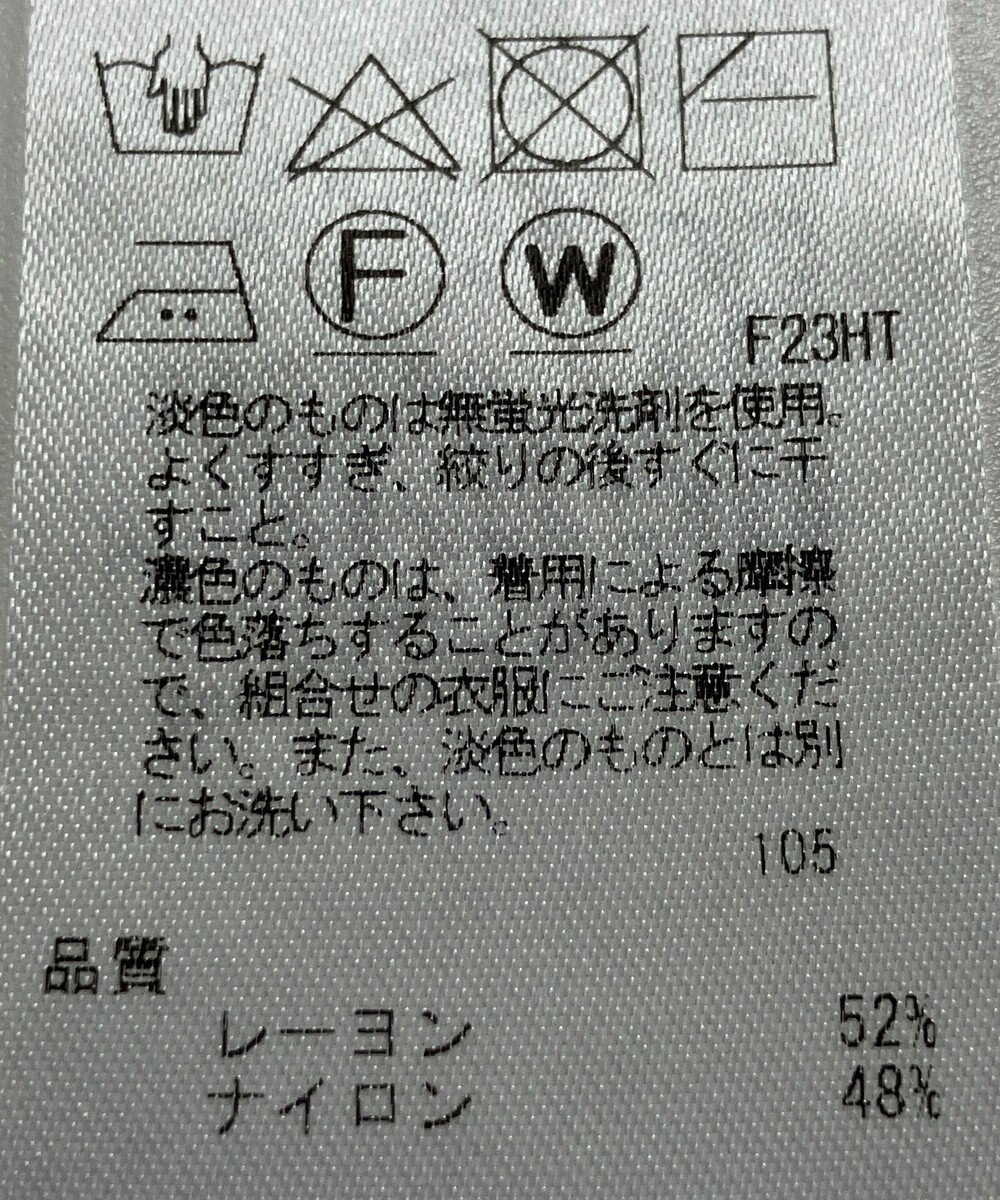 F W
F23HT
淡色のものは無蛍光洗剤を使用。
よくすすぎ、絞りの後すぐに干
すこと。
濃色のものは、着用による摩擦
で色落ちすることがありますの
で、組合せの衣服にご注意くだ
さい。また、淡色のものとは別
にお洗い下さい。
105
品質
レーヨン 52%
ナイロン 48%